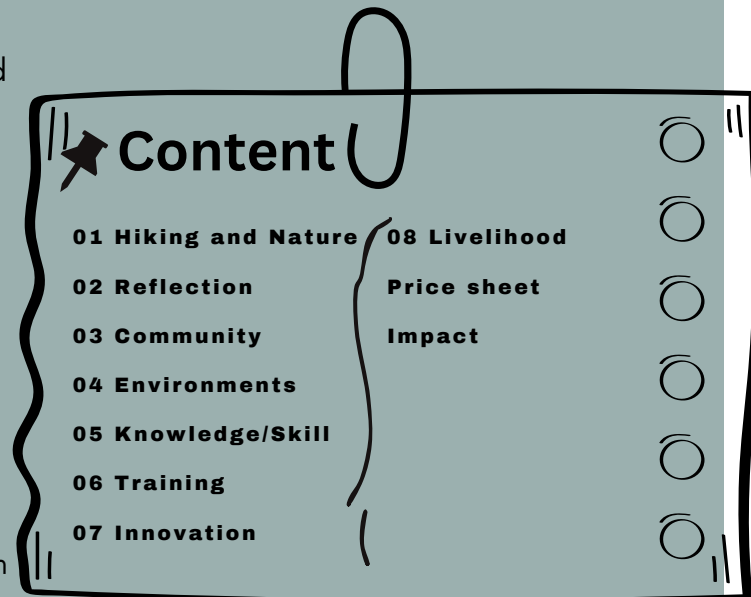 Content
01 Hiking and Nature
02 Reflection
03 Community
04 Environments
05 Knowledge/Skill
06 Training
07 Innovation
08 Livelihood
Price sheet
Impact